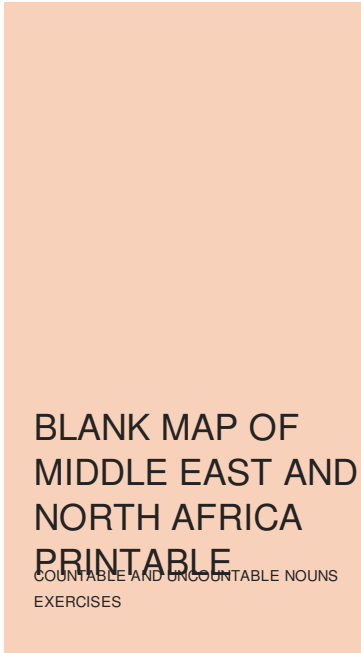 BLANK MAP OF
MIDDLE EAST AND
NORTH AFRICA
PRINTABLE
COUNTABLE AND UNCOUNTABLE NOUNS
EXERCISES